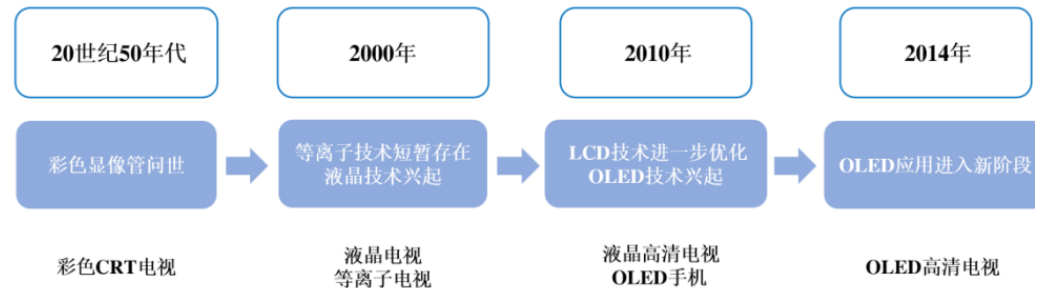 20世纪50年代
2000年
2010年
2014年
彩色显像管问世
等离子技术短暂存在
液晶技术兴起
LCD技术进一步优化
OLED技术兴起
OLED应用进入新阶段
彩色CRT电视
液晶电视
等离子电视
液晶高清电视
OLED手机
OLED高清电视